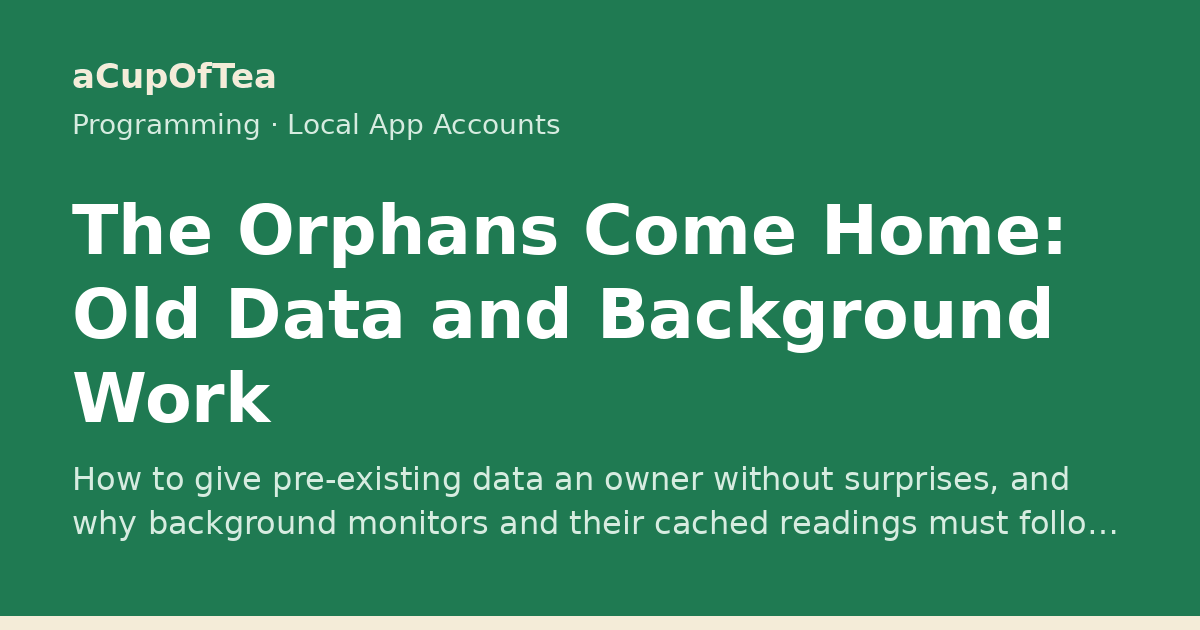 aCupOfTea
Programming · Local App Accounts
The Orphans Come Home:
Old Data and Background
Work
How to give pre-existing data an owner without surprises, and
why background monitors and their cached readings must follo…